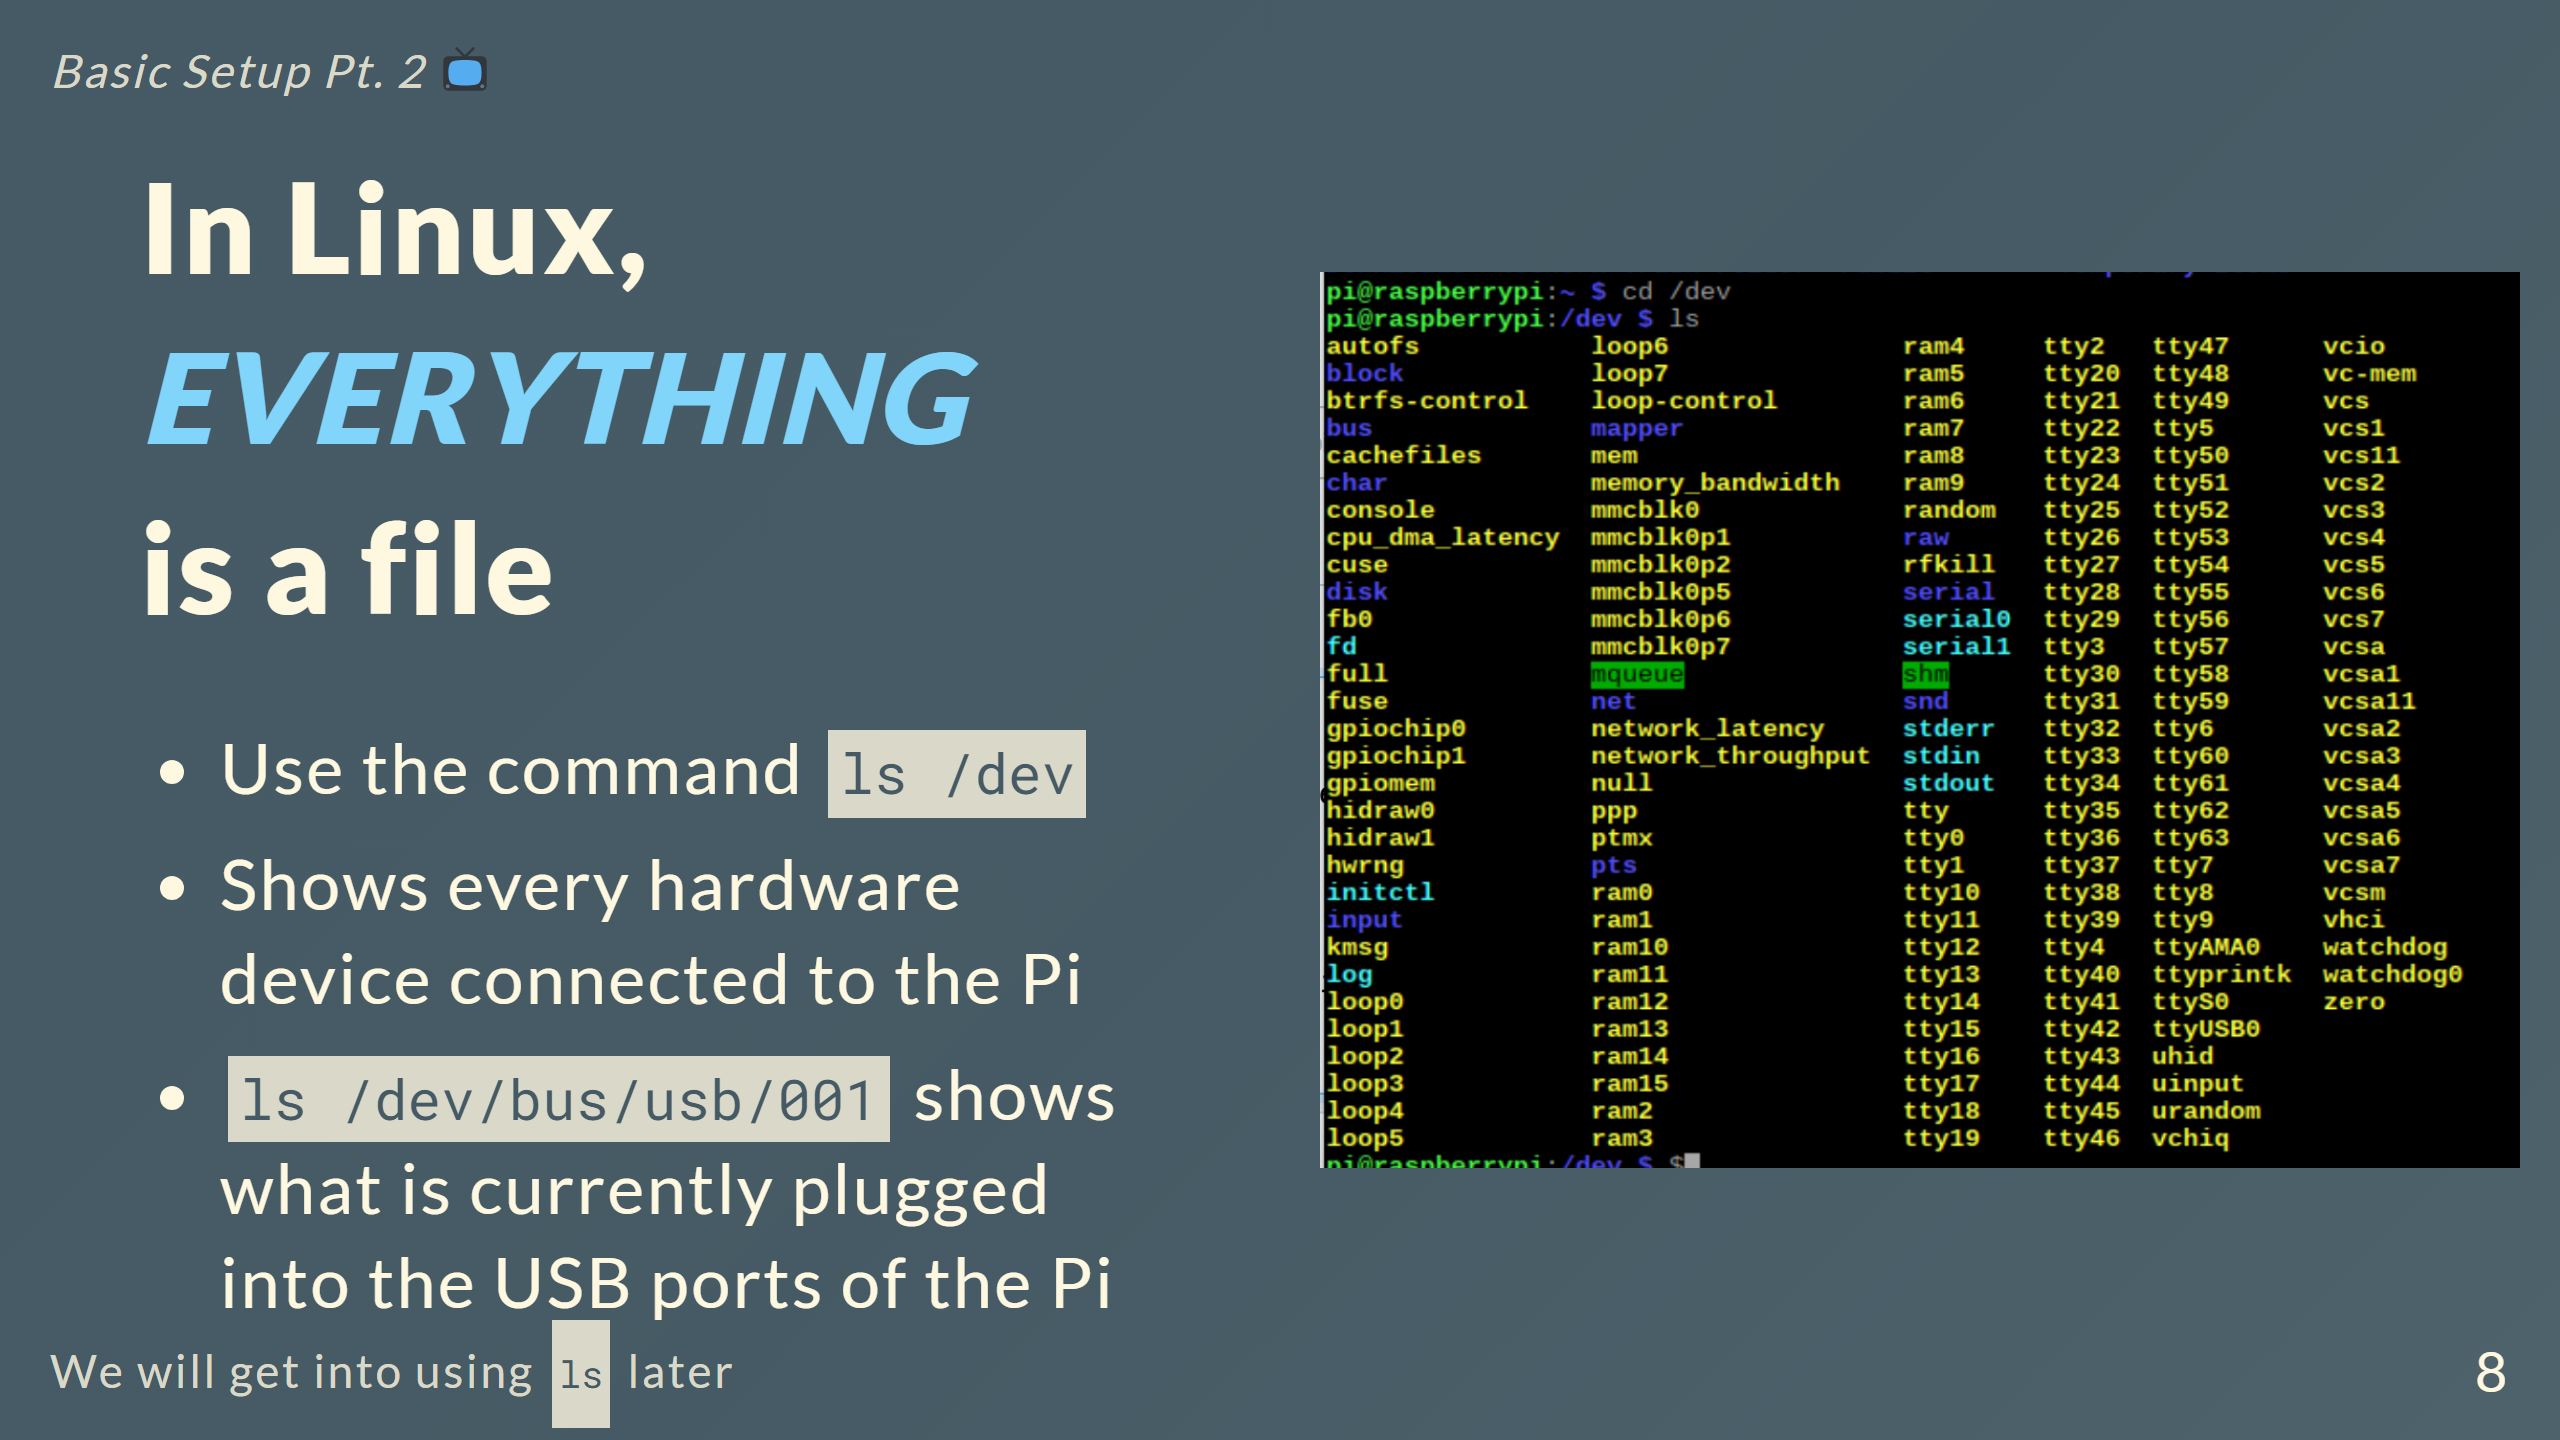 Basic Setup Pt. 2
In Linux,
EVERYTHING
is a file
• Use the command ls /dev
• Shows every hardware
device connected to the Pi
• ls /dev/bus/usb/001 shows
what is currently plugged
into the USB ports of the Pi
pi@raspberrypi:~ $ cd /dev
pi@raspberrypi:/dev $ ls
autofs loop6 ram4 tty2 tty47 vcio
block loop7 ram5 tty20 tty48 vc-mem
btrfs-control loop-control ram6 tty21 tty49 vcs
bus mapper ram7 tty22 tty5 vcs1
cachefiles mem ram8 tty23 tty50 vcs11
char memory_bandwidth ram9 tty24 tty51 vcs2
console mmcblk0 random tty25 tty52 vcs3
cpu_dma_latency mmcblk0p1 raw tty26 tty53 vcs4
cuse mmcblk0p2 rfkill tty27 tty54 vcs5
disk mmcblk0p5 serial tty28 tty55 vcs6
fb0 mmcblk0p6 serial0 tty29 tty56 vcs7
fd mmcblk0p7 serial1 tty3 tty57 vcsa
full mqueue shm tty30 tty58 vcsa1
fuse net snd tty31 tty59 vcsa11
gpiochip0 network_latency stderr tty32 tty6 vcsa2
gpiochip1 network_throughput stdin tty33 tty60 vcsa3
gpiomem null stdout tty34 tty61 vcsa4
hidraw0 ppp tty tty35 tty62 vcsa5
hidraw1 ptmx tty0 tty36 tty63 vcsa6
hwrng pts tty1 tty37 tty7 vcsa7
initctl ram0 tty10 tty38 tty8 vcsm
input ram1 tty11 tty39 tty9 vhci
kmsg ram10 tty12 tty4 ttyAMA0 watchdog
log ram11 tty13 tty40 ttyprintk watchdog0
loop0 ram12 tty14 tty41 ttyS0 zero
loop1 ram13 tty15 tty42 ttyUSB0
loop2 ram14 tty16 tty43 uhid
loop3 ram15 tty17 tty44 uinput
loop4 ram2 tty18 tty45 urandom
loop5 ram3 tty19 tty46 vchiq
pi@raspberrypi:/dev $ $
We will get into using ls later
8